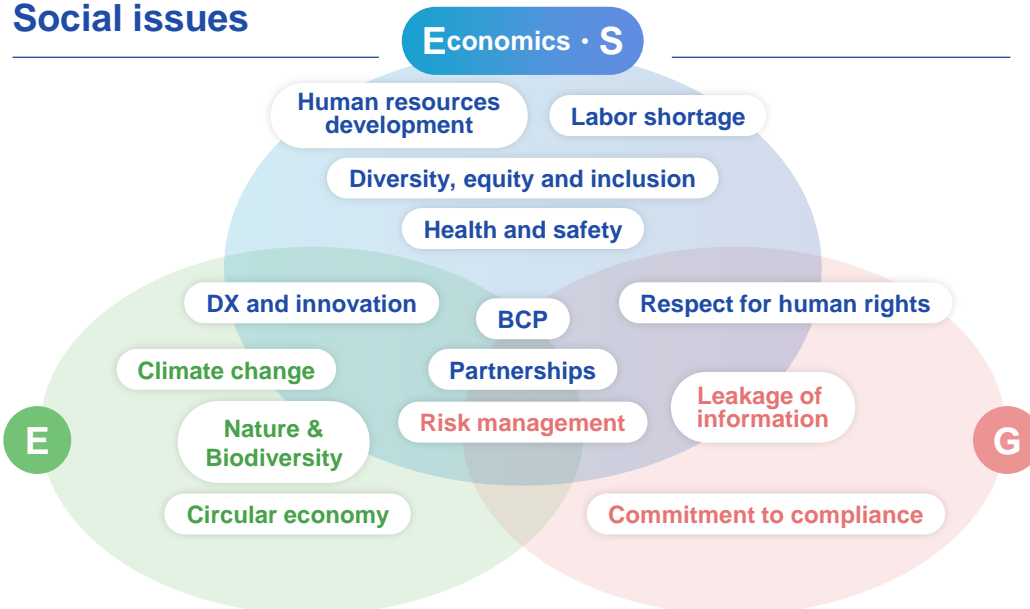 Social issues
Economics · S
Human resources
development
Labor shortage
Diversity, equity and inclusion
Health and safety
DX and innovation
BCP
Respect for human rights
Climate change
Partnerships
Leakage of
information
Risk management
Nature &
Biodiversity
E
G
Circular economy
Commitment to compliance